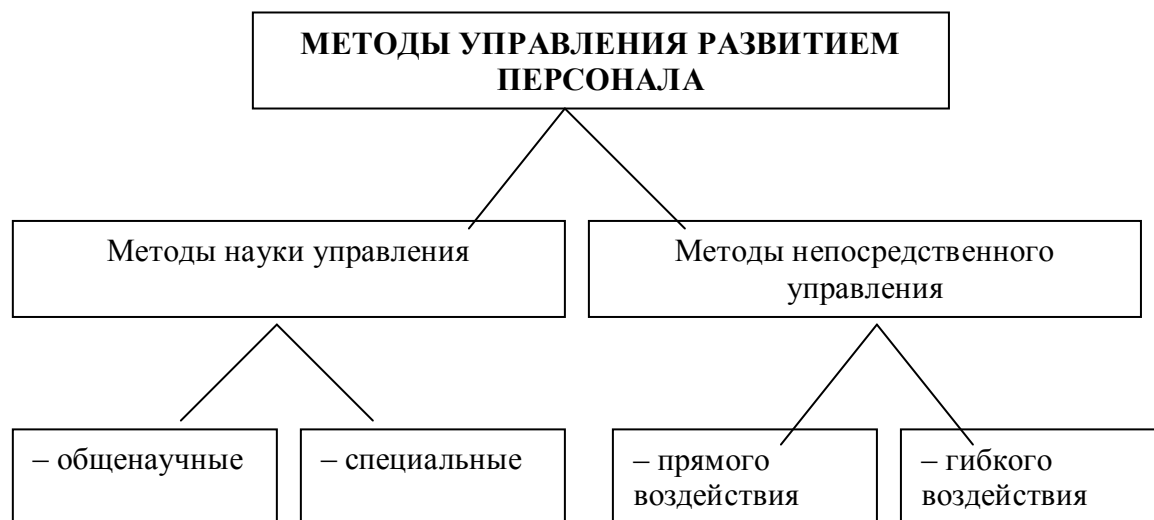 МЕТОДЫ УПРАВЛЕНИЯ РАЗВИТИЕМ
ПЕРСОНАЛА
Методы науки управления
Методы непосредственного
управления
– общенаучные
– специальные
– прямого
воздействия
– гибкого
воздействия